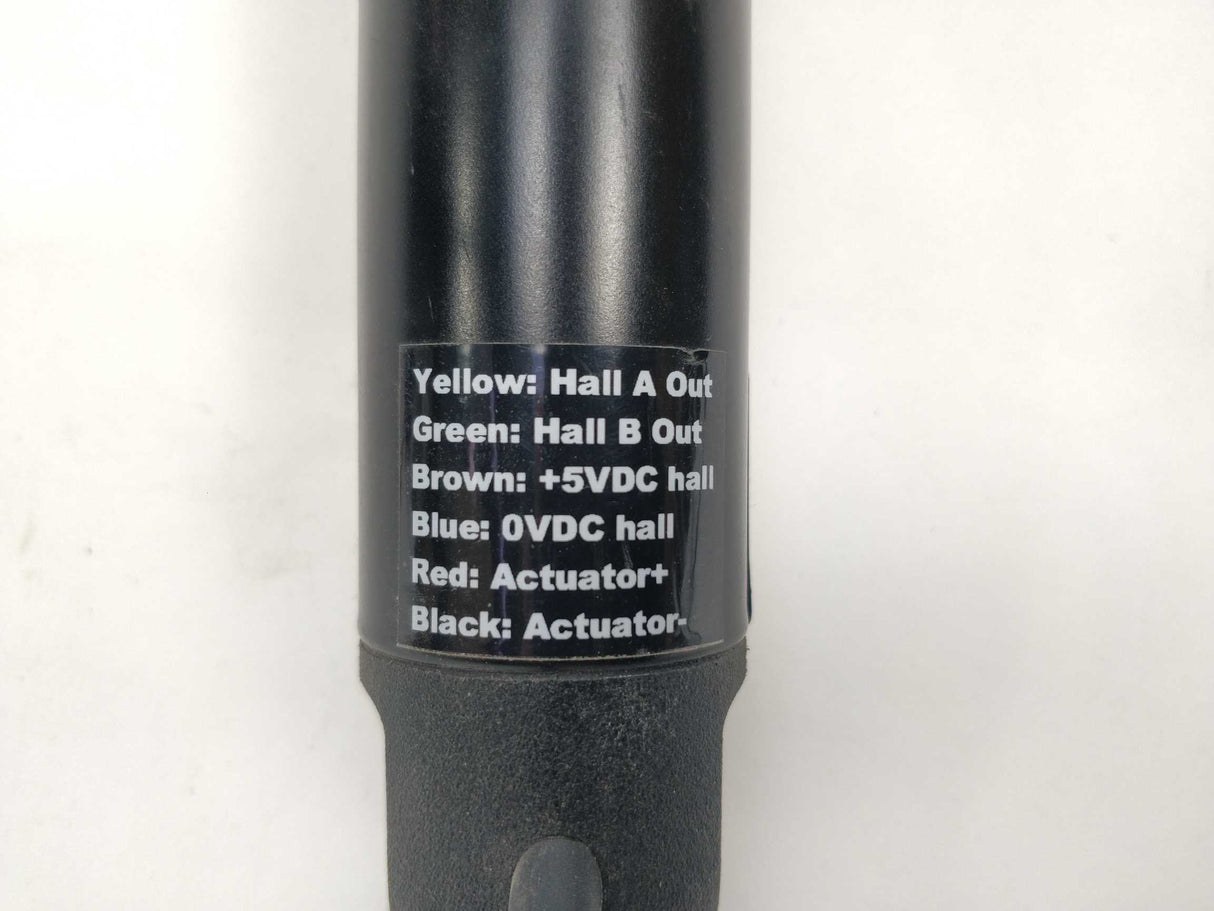 Yellow: Hall A Out
Green: Hall B Out
Brown: +5VDC hall
Blue: 0VDC hall
Red: Actuator+
Black: Actuator-